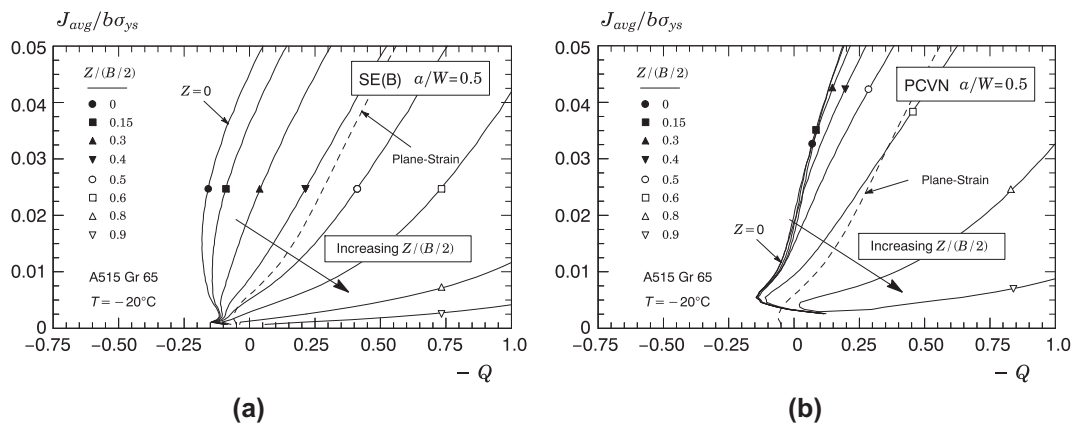 J_avg/bσ_ys
0.05
0.04
0.03
0.02
0.01
0
Z/(B/2)
0
0.15
0.3
0.4
0.5
0.6
0.8
0.9
Z=0
SE(B) a/W=0.5
Plane-Strain
Increasing Z/(B/2)
A515 Gr 65
T=−20°C
−0.75 −0.50 −0.25 0 0.25 0.50 0.75 1.0
− Q
(a)
J_avg/bσ_ys
0.05
0.04
0.03
0.02
0.01
0
Z/(B/2)
0
0.15
0.3
0.4
0.5
0.6
0.8
0.9
PCVN a/W=0.5
Plane-Strain
Z=0
Increasing Z/(B/2)
A515 Gr 65
T=−20°C
−0.75 −0.50 −0.25 0 0.25 0.50 0.75 1.0
− Q
(b)